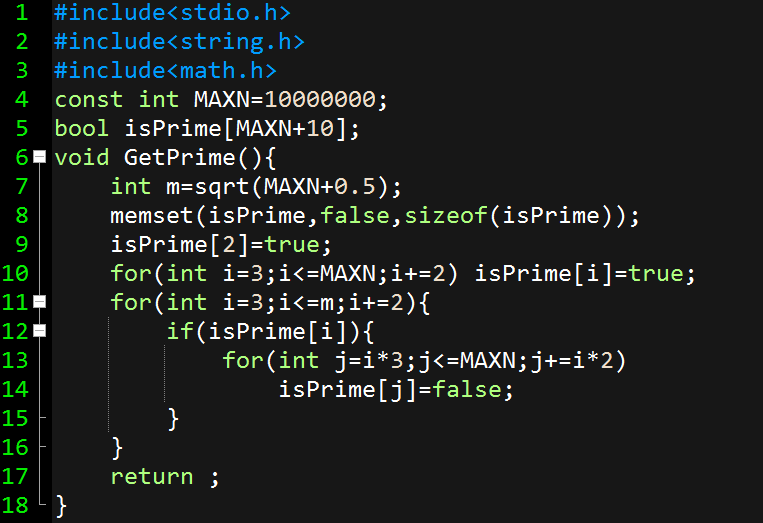 1 #include<stdio.h>
2 #include<string.h>
3 #include<math.h>
4 const int MAXN=10000000;
5 bool isPrime[MAXN+10];
6 void GetPrime(){
7     int m=sqrt(MAXN+0.5);
8     memset(isPrime,false,sizeof(isPrime));
9     isPrime[2]=true;
10     for(int i=3;i<=MAXN;i+=2) isPrime[i]=true;
11     for(int i=3;i<=m;i+=2){
12         if(isPrime[i]){
13             for(int j=i*3;j<=MAXN;j+=i*2)
14                 isPrime[j]=false;
15         }
16     }
17     return ;
18 }